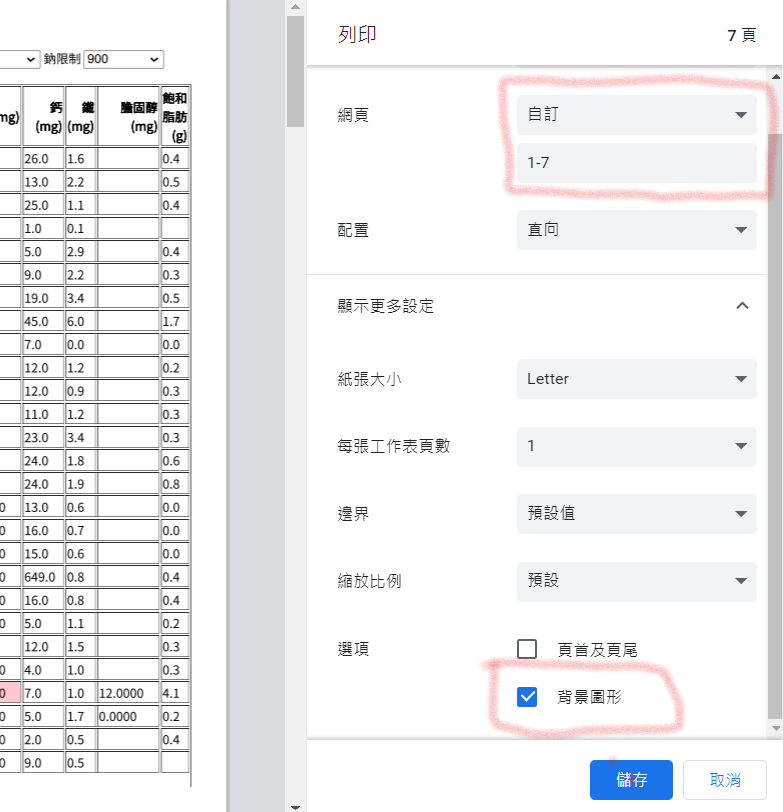 鈉限制 900
mg) 鈣 (mg) 鐵 (mg) 膽固醇 (mg) 飽和脂肪 (g)
26.0 1.6 0.4
13.0 2.2 0.5
25.0 1.1 0.4
1.0 0.1
5.0 2.9 0.4
9.0 2.2 0.3
19.0 3.4 0.5
45.0 6.0 1.7
7.0 0.0 0.0
12.0 1.2 0.2
12.0 0.9 0.3
11.0 1.2 0.3
23.0 3.4 0.3
24.0 1.8 0.6
24.0 1.9 0.8
0 13.0 0.6 0.0
0 16.0 0.7 0.0
0 15.0 0.6 0.0
0 649.0 0.8 0.4
0 16.0 0.8 0.4
0 5.0 1.1 0.2
12.0 1.5 0.3
0 4.0 1.0 0.3
0 7.0 1.0 12.0000 4.1
0 5.0 1.7 0.0000 0.2
0 2.0 0.5 0.4
0 9.0 0.5
列印 7 頁
網頁 自訂
1-7
配置 直向
顯示更多設定
紙張大小 Letter
每張工作表頁數 1
邊界 預設值
縮放比例 預設
選項 頁首及頁尾
背景圖形
儲存 取消